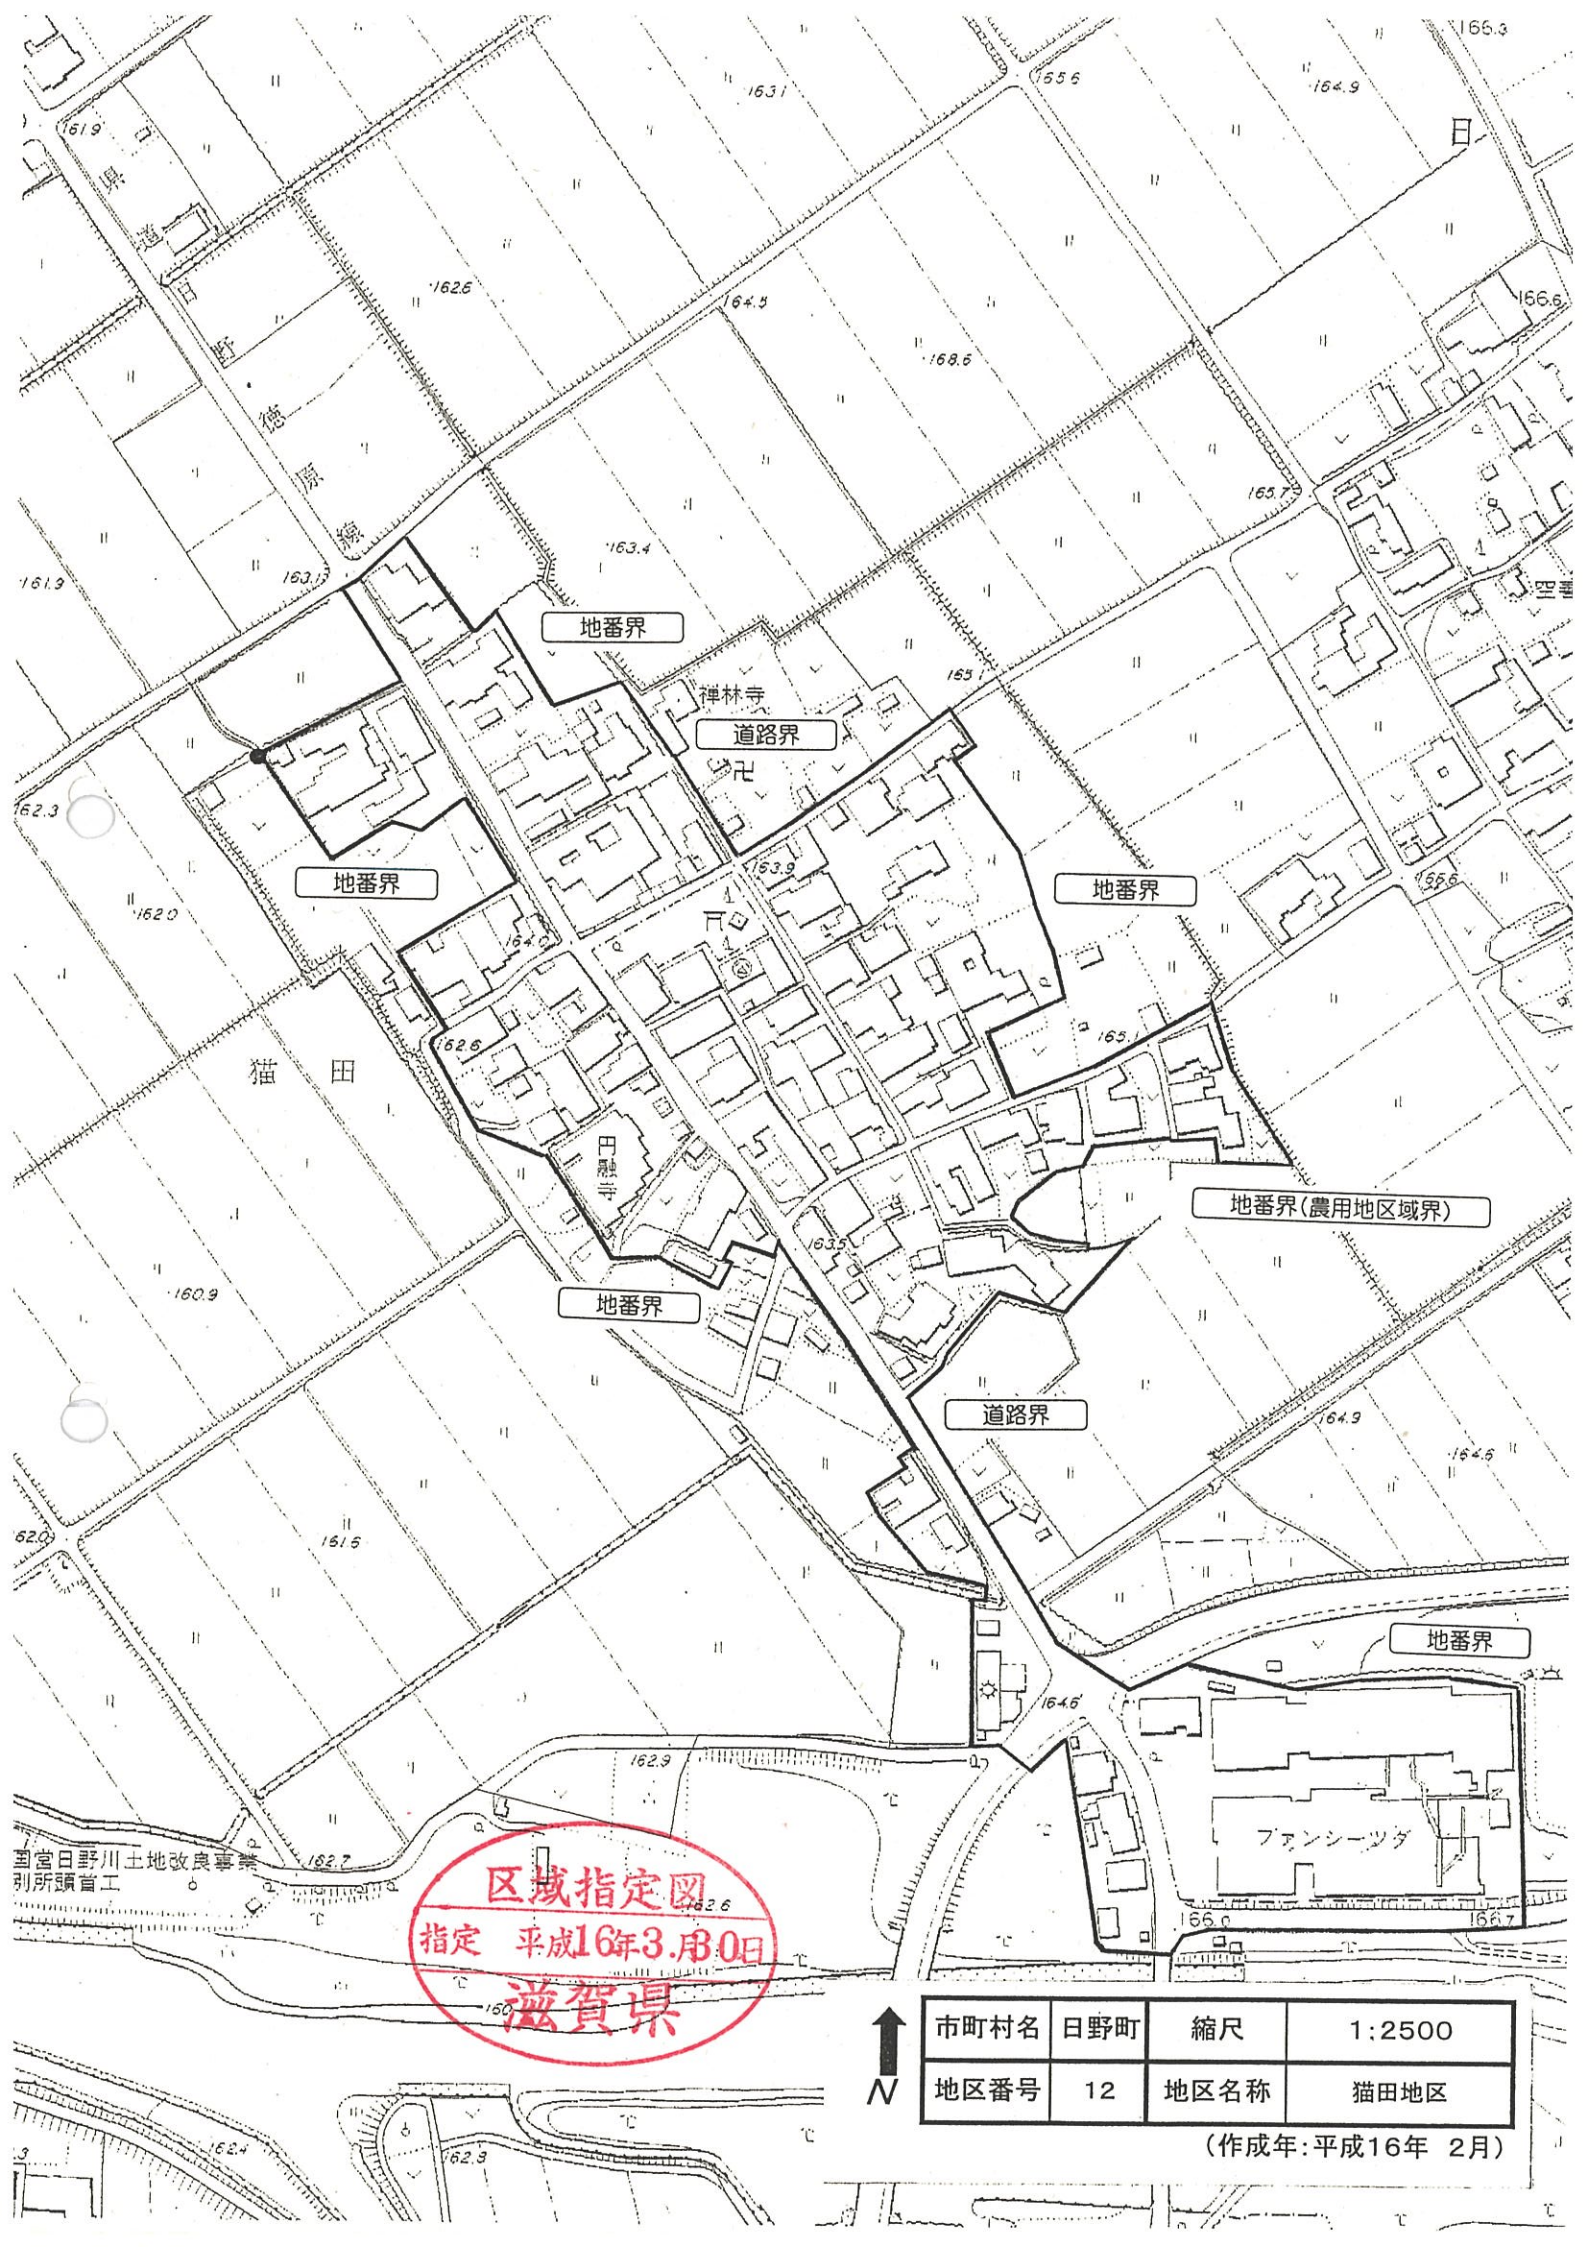 166.3
165.6
163.1
164.9
161.9
日
県
道
日
野
徳
原
線
162.6
164.5
166.6
168.6
165.7
163.4
163.1
161.9
空
地番界
165.1
禅林寺
道路界
卍
162.3
163.9
地番界
地番界
165.6
162.0
164.0
猫田
162.6
165.1
円融寺
地番界(農用地区域界)
163.5
160.9
地番界
道路界
164.9
164.6
162.0
161.6
地番界
164.6
162.9
ファンシーツダ
国営日野川土地改良事業
別所頭首工
162.7
区域指定図
162.6
指定 平成16年3.月30日
滋賀県
166.0
166.7
160
市町村名 日野町 縮尺 1:2500
地区番号 12 地区名称 猫田地区
N
(作成年:平成16年 2月)
162.4
162.3